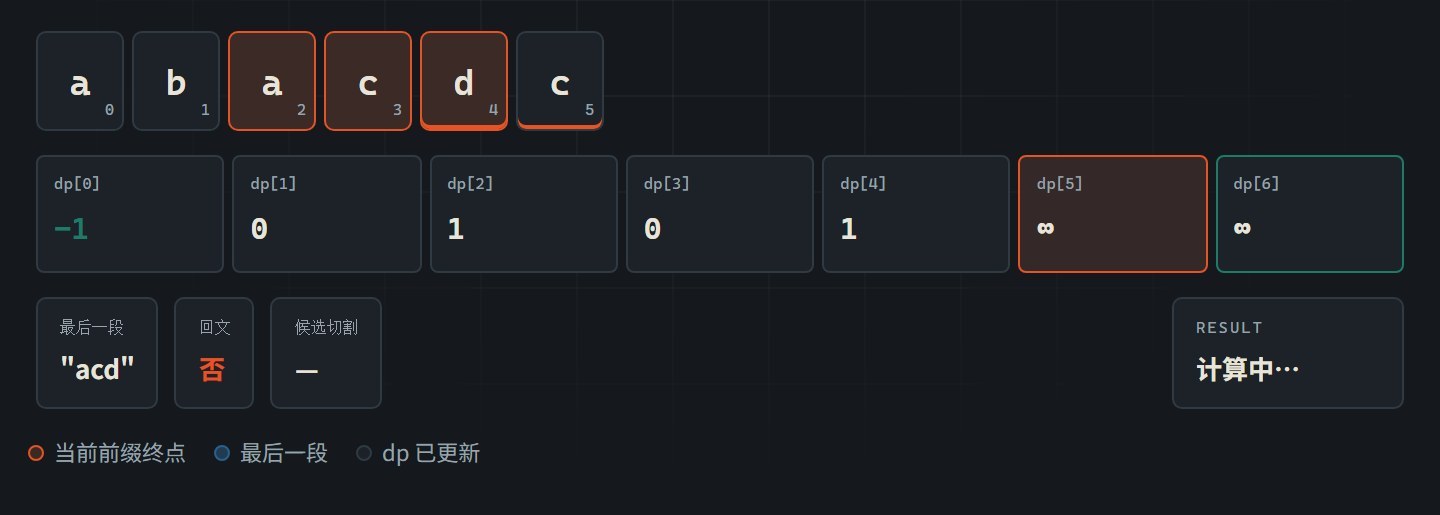 a 0 b 1 a 2 c 3 d 4 c 5
dp[0] dp[1] dp[2] dp[3] dp[4] dp[5] dp[6]
−1 0 1 0 1 ∞ ∞
最后一段 回文 候选切割 RESULT
"acd" 否 — 计算中…
当前前缀终点 最后一段 dp 已更新